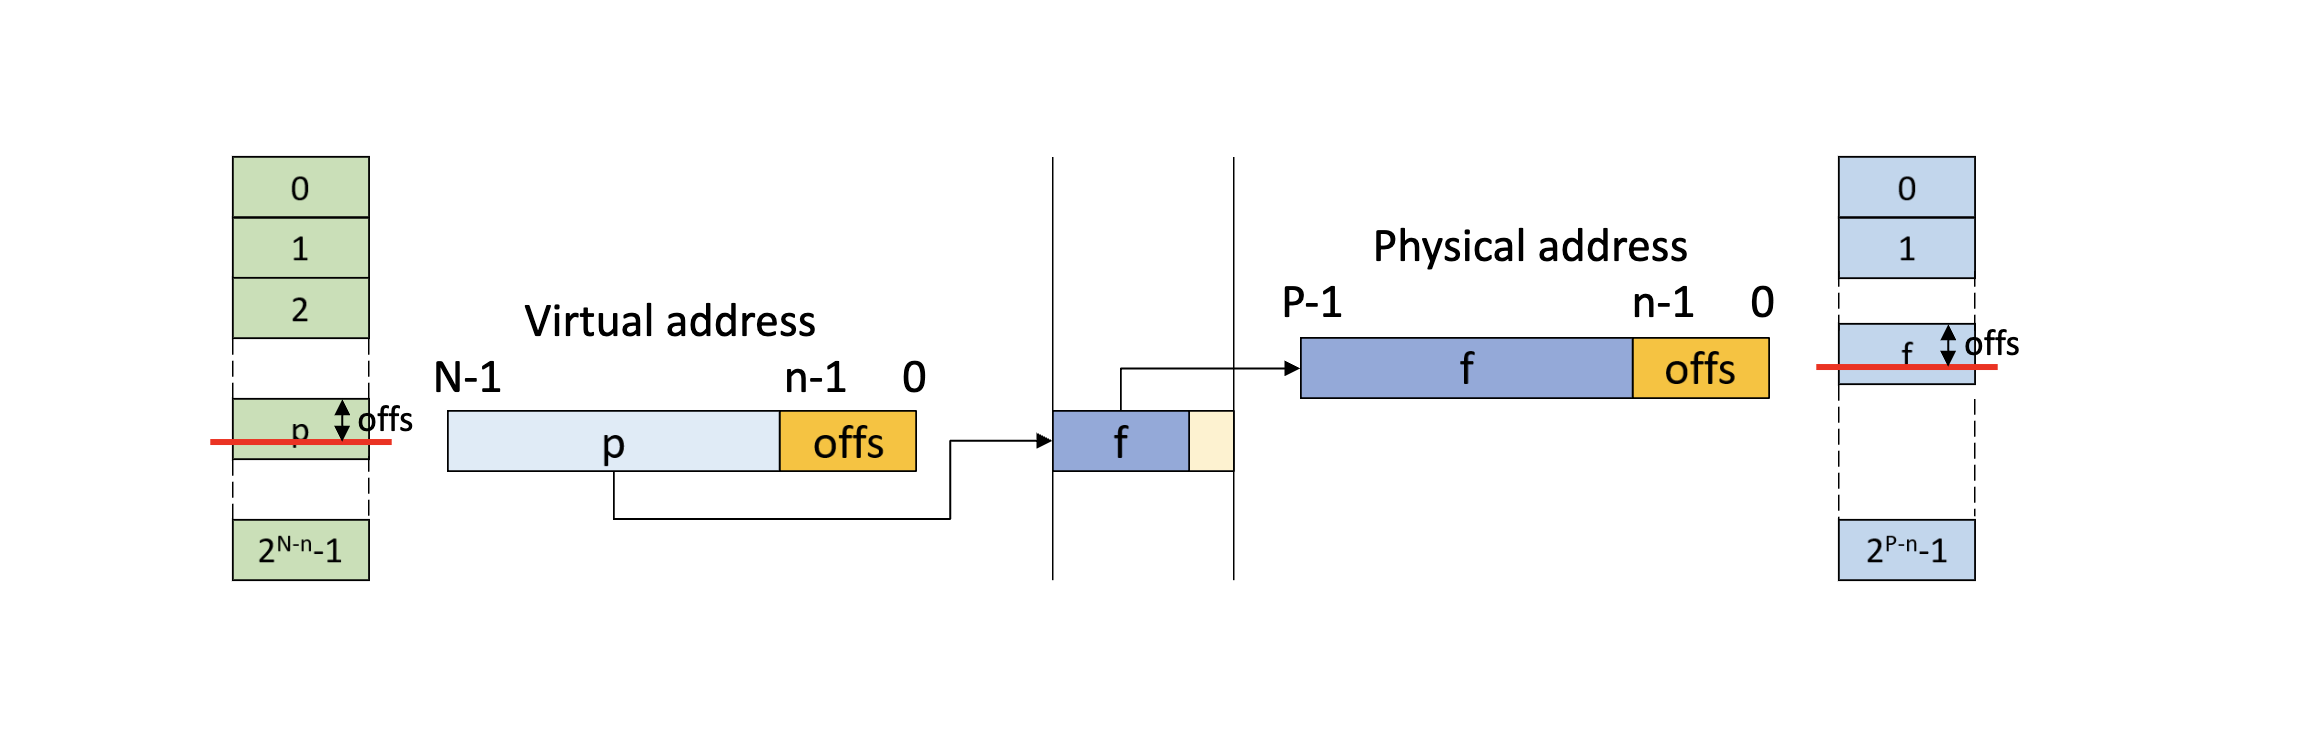 0
1
2
p
offs
2^N-n-1
Virtual address
N-1 n-1 0
p offs
f
Physical address
P-1 n-1 0
f offs
0
1
f
offs
2^P-n-1